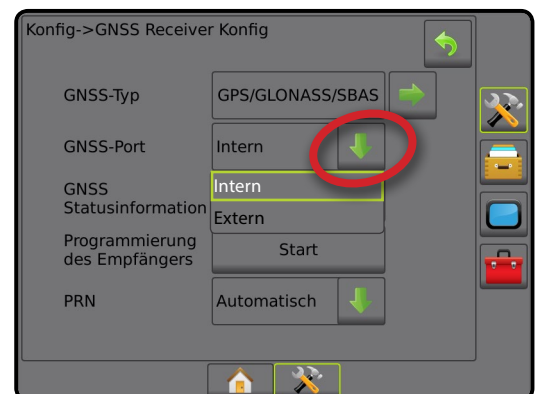 Konfig->GNSS Receiver Konfig
GNSS-Typ GPS/GLONASS/SBAS
GNSS-Port Intern
Intern
Extern
GNSS
Statusinformation
Programmierung
des Empfängers Start
PRN Automatisch